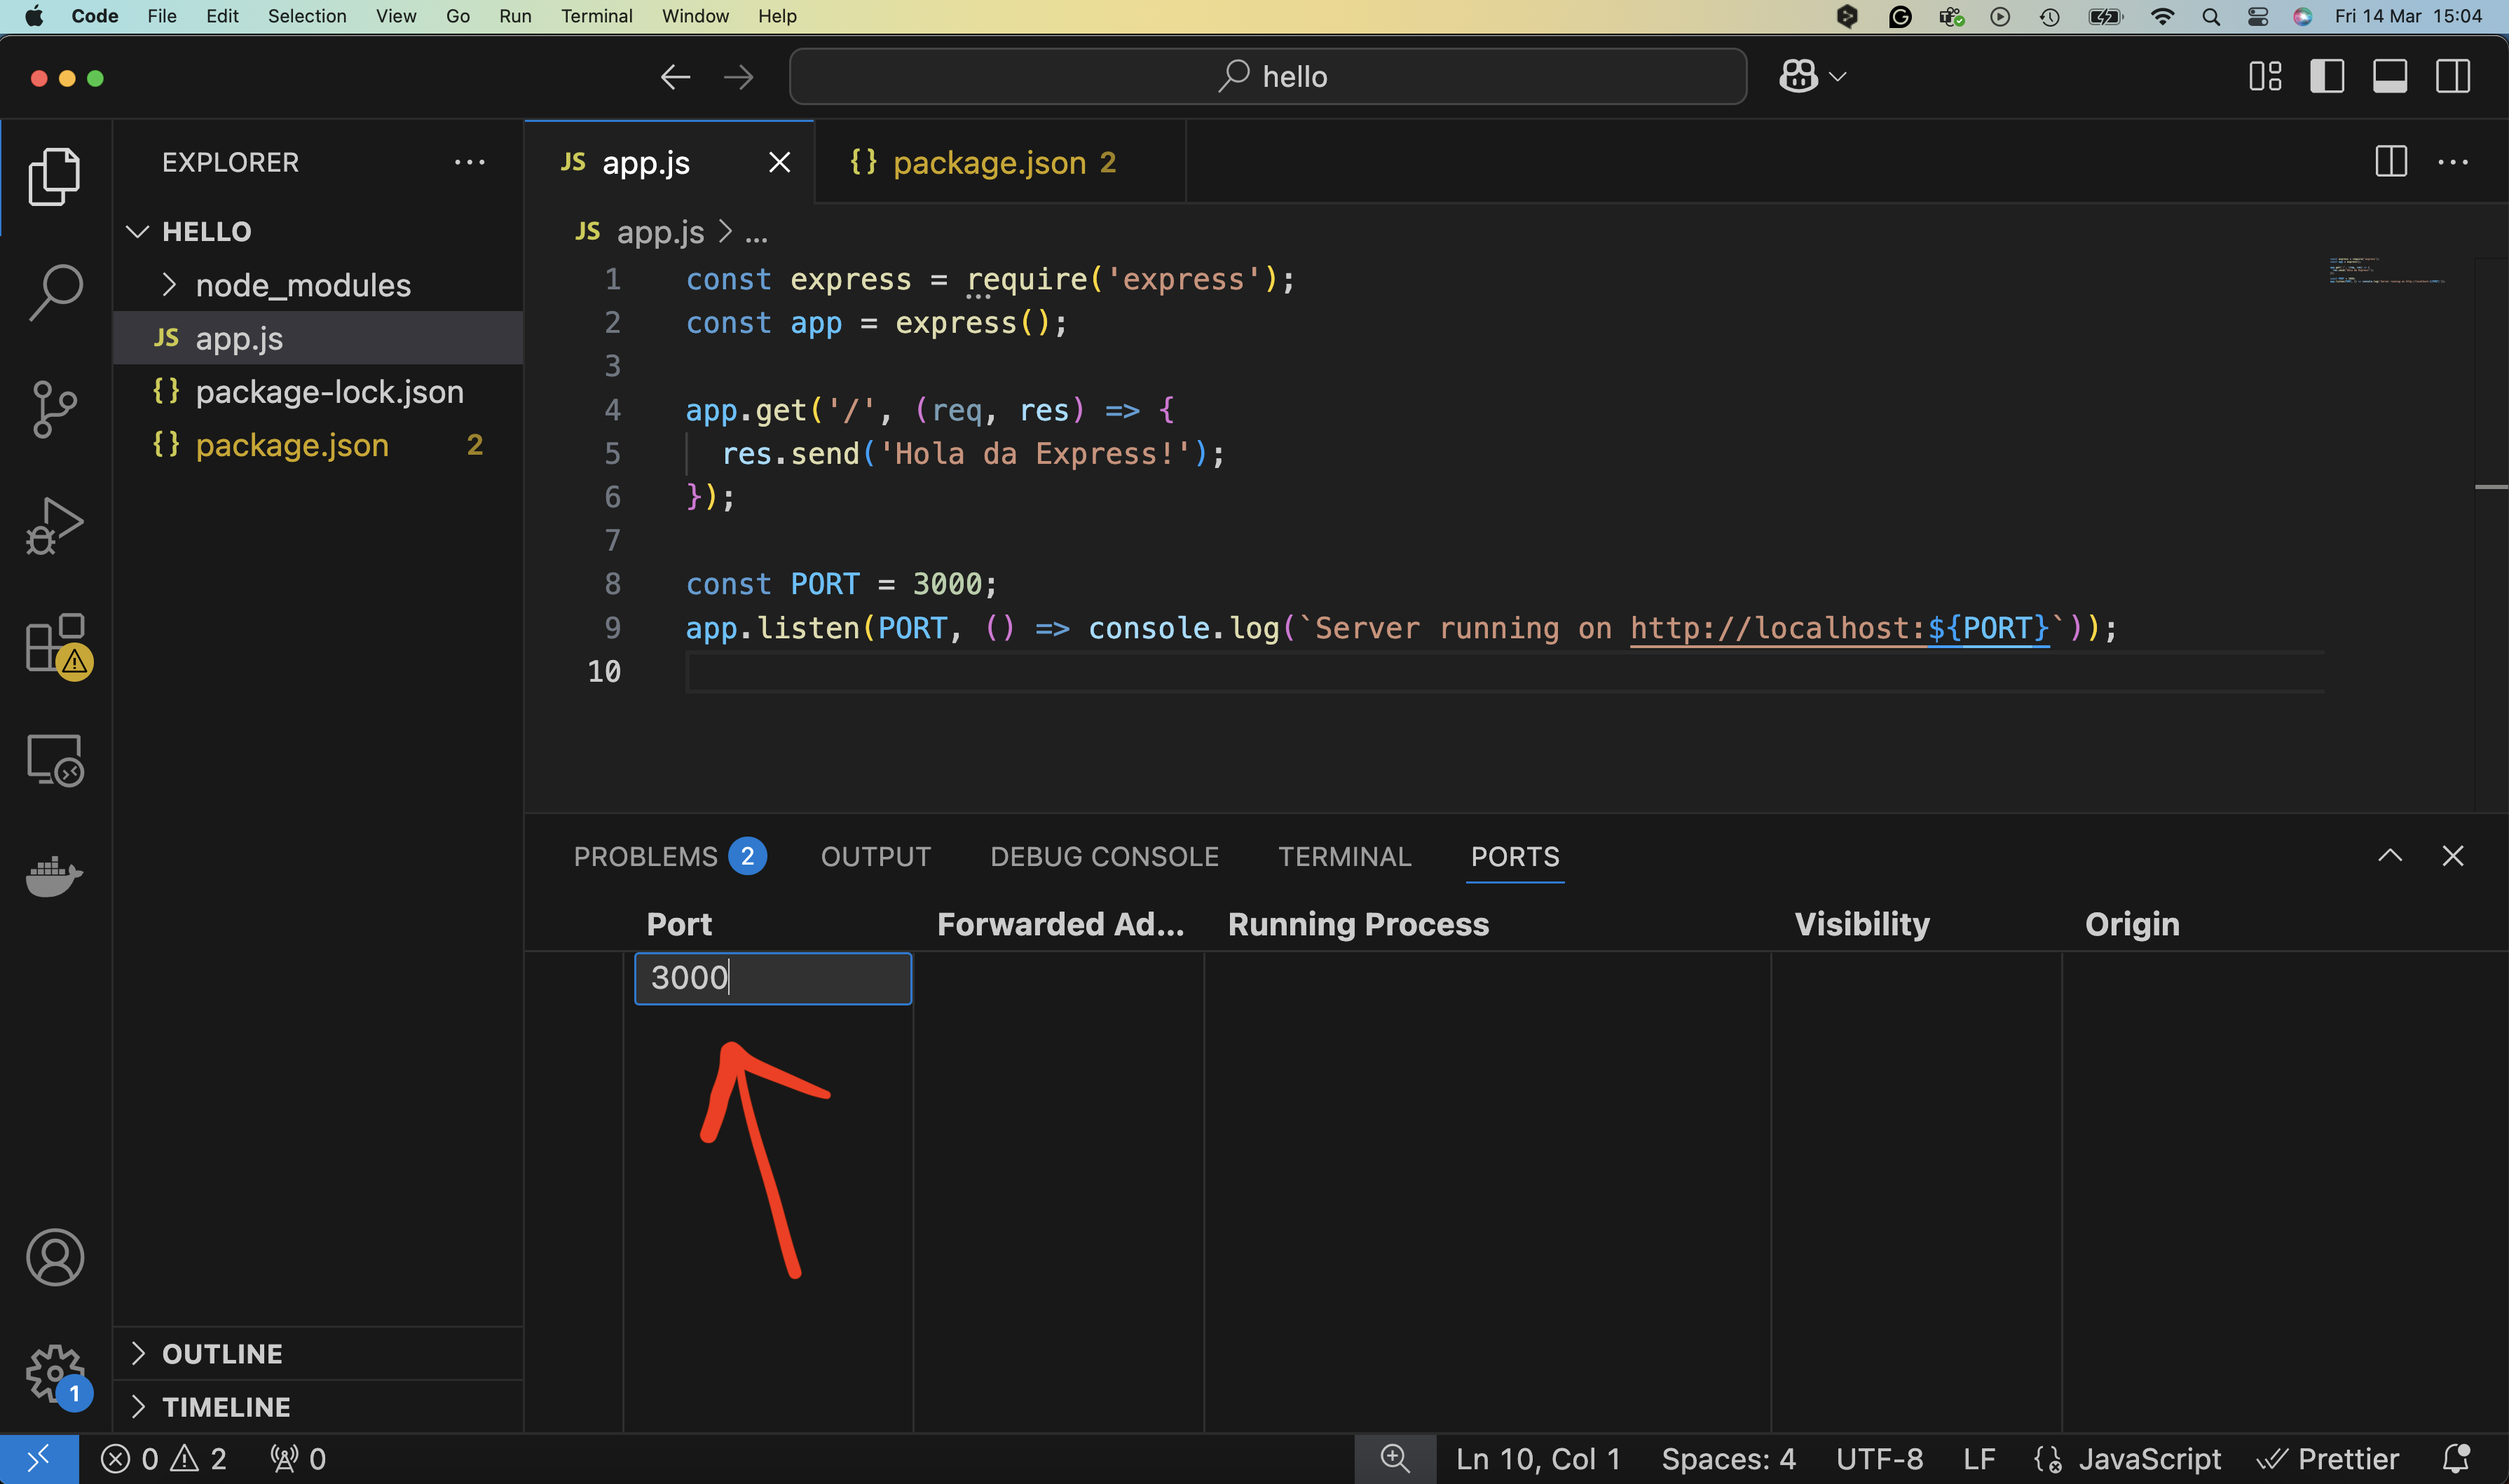 Code File Edit Selection View Go Run Terminal Window Help Fri 14 Mar 15:04
hello
EXPLORER
HELLO
node_modules
JS app.js
{} package-lock.json
{} package.json 2
OUTLINE
TIMELINE
JS app.js {} package.json 2
JS app.js > ...
1 const express = require('express');
2 const app = express();
3
4 app.get('/', (req, res) => {
5 res.send('Hola da Express!');
6 });
7
8 const PORT = 3000;
9 app.listen(PORT, () => console.log(`Server running on http://localhost:${PORT}`));
10
PROBLEMS 2 OUTPUT DEBUG CONSOLE TERMINAL PORTS
Port Forwarded Ad... Running Process Visibility Origin
3000
1
0 2 0 Ln 10, Col 1 Spaces: 4 UTF-8 LF {} JavaScript Prettier